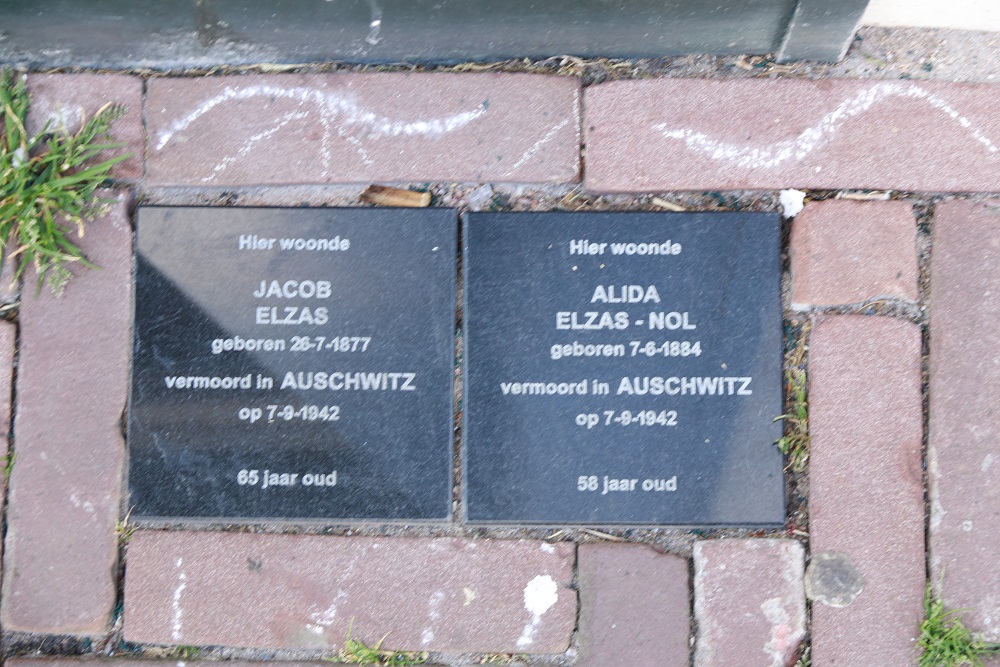 Hier woonde
JACOB
ELZAS
geboren 26-7-1877
vermoord in AUSCHWITZ
op 7-9-1942
65 jaar oud
Hier woonde
ALIDA
ELZAS - NOL
geboren 7-6-1884
vermoord in AUSCHWITZ
op 7-9-1942
58 jaar oud